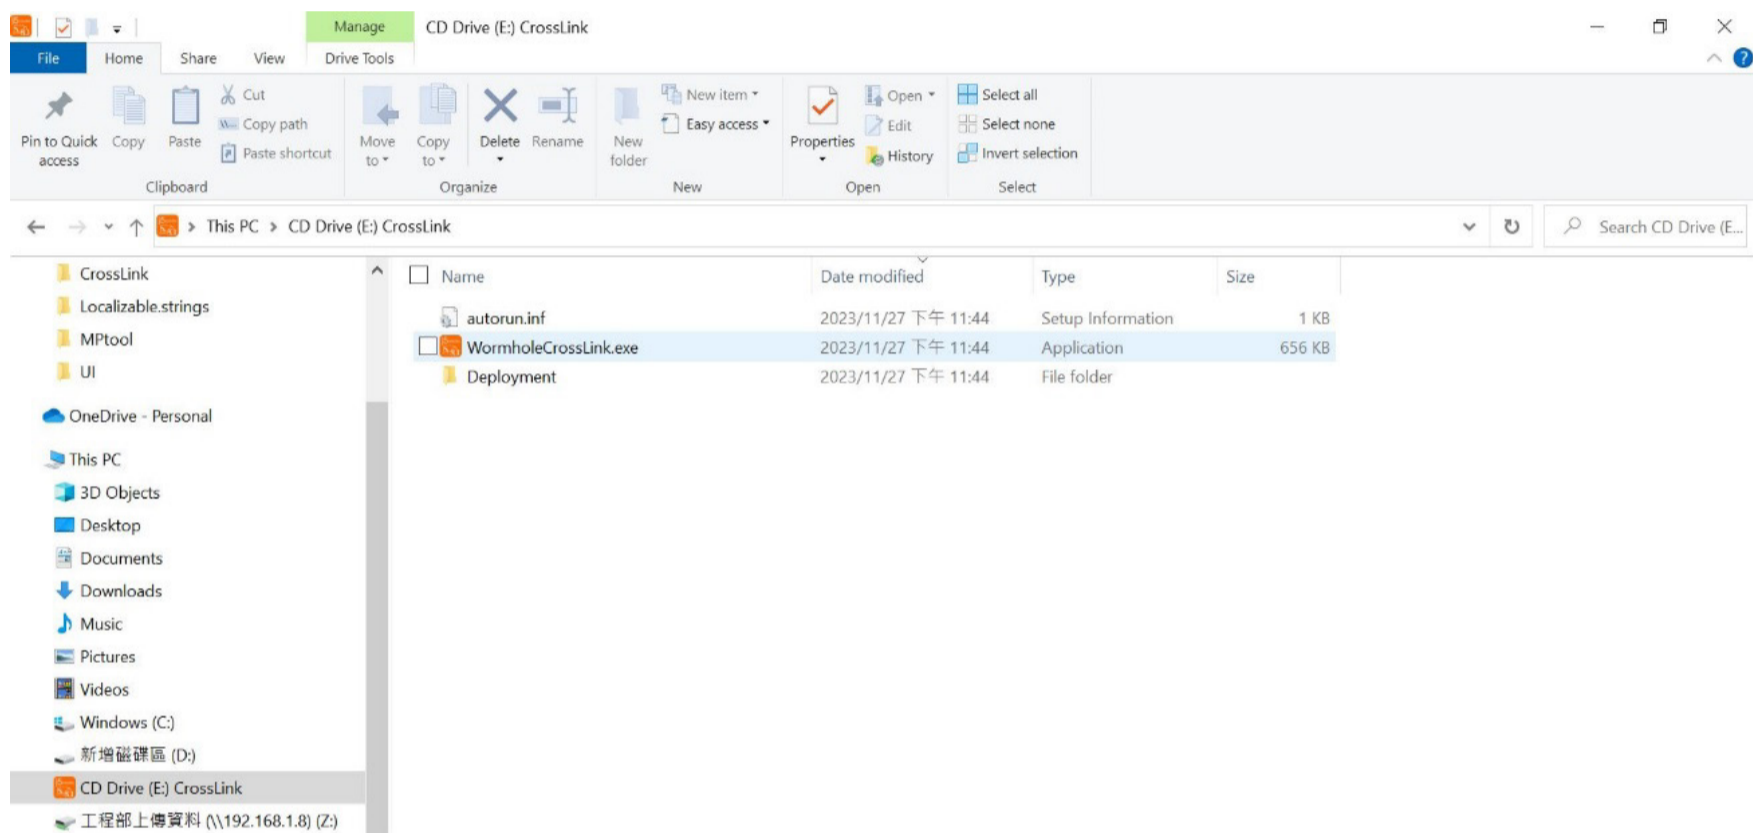 Manage CD Drive (E:) CrossLink
File Home Share View Drive Tools
Pin to Quick access
Copy
Paste
Cut
Copy path
Paste shortcut
Clipboard
Move to
Copy to
Delete
Rename
Organize
New folder
New item
Easy access
New
Properties
Open
Edit
History
Open
Select all
Select none
Invert selection
Select
This PC > CD Drive (E:) CrossLink
Search CD Drive (E...
CrossLink
Localizable.strings
MPtool
UI
OneDrive - Personal
This PC
3D Objects
Desktop
Documents
Downloads
Music
Pictures
Videos
Windows (C:)
新增磁碟區 (D:)
CD Drive (E:) CrossLink
工程部上傳資料 (\\192.168.1.8) (Z:)
Name Date modified Type Size
autorun.inf 2023/11/27 下午 11:44 Setup Information 1 KB
WormholeCrossLink.exe 2023/11/27 下午 11:44 Application 656 KB
Deployment 2023/11/27 下午 11:44 File folder